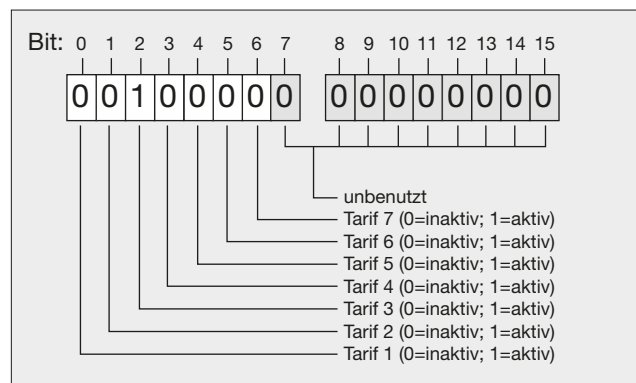 Bit: 0 1 2 3 4 5 6 7 8 9 10 11 12 13 14 15
0 0 1 0 0 0 0 0 0 0 0 0 0 0 0 0
unbenutzt
Tarif 7 (0=inaktiv; 1=aktiv)
Tarif 6 (0=inaktiv; 1=aktiv)
Tarif 5 (0=inaktiv; 1=aktiv)
Tarif 4 (0=inaktiv; 1=aktiv)
Tarif 3 (0=inaktiv; 1=aktiv)
Tarif 2 (0=inaktiv; 1=aktiv)
Tarif 1 (0=inaktiv; 1=aktiv)